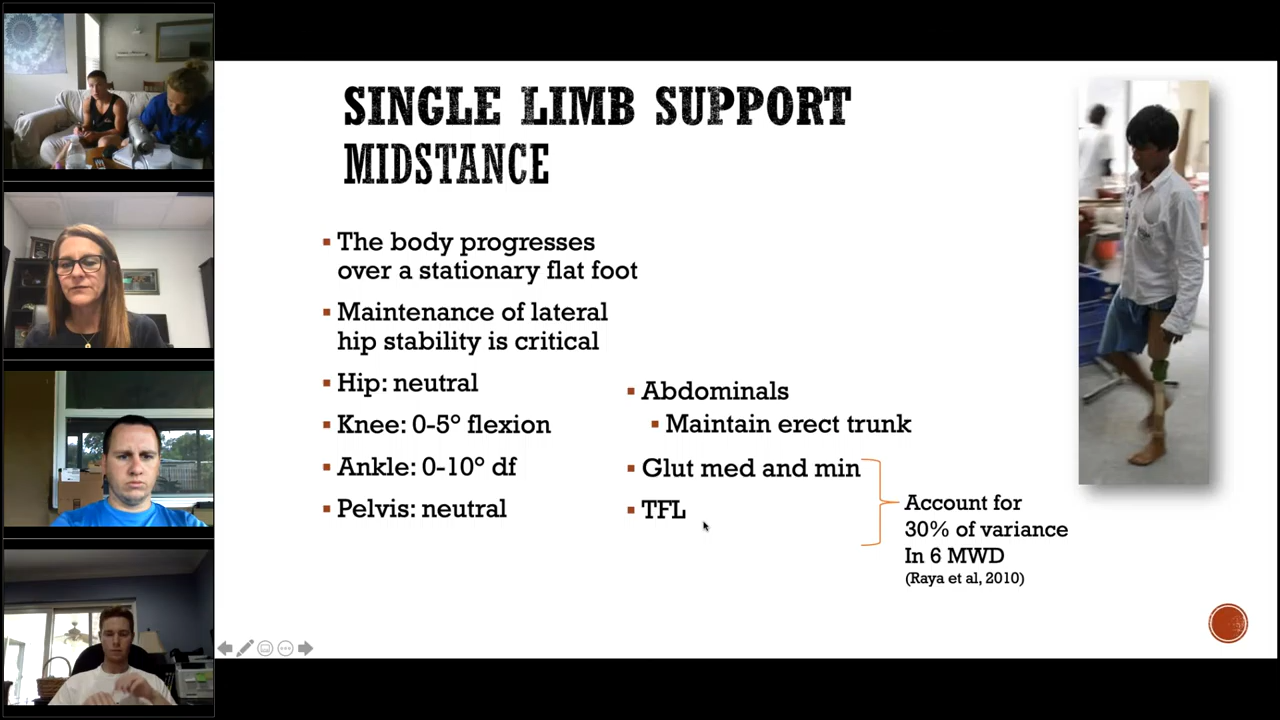 SINGLE LIMB SUPPORT
MIDSTANCE
The body progresses
over a stationary flat foot
Maintenance of lateral
hip stability is critical
Hip: neutral
Knee: 0-5° flexion
Ankle: 0-10° df
Pelvis: neutral
Abdominals
Maintain erect trunk
Glut med and min
TFL
Account for
30% of variance
In 6 MWD
(Raya et al, 2010)